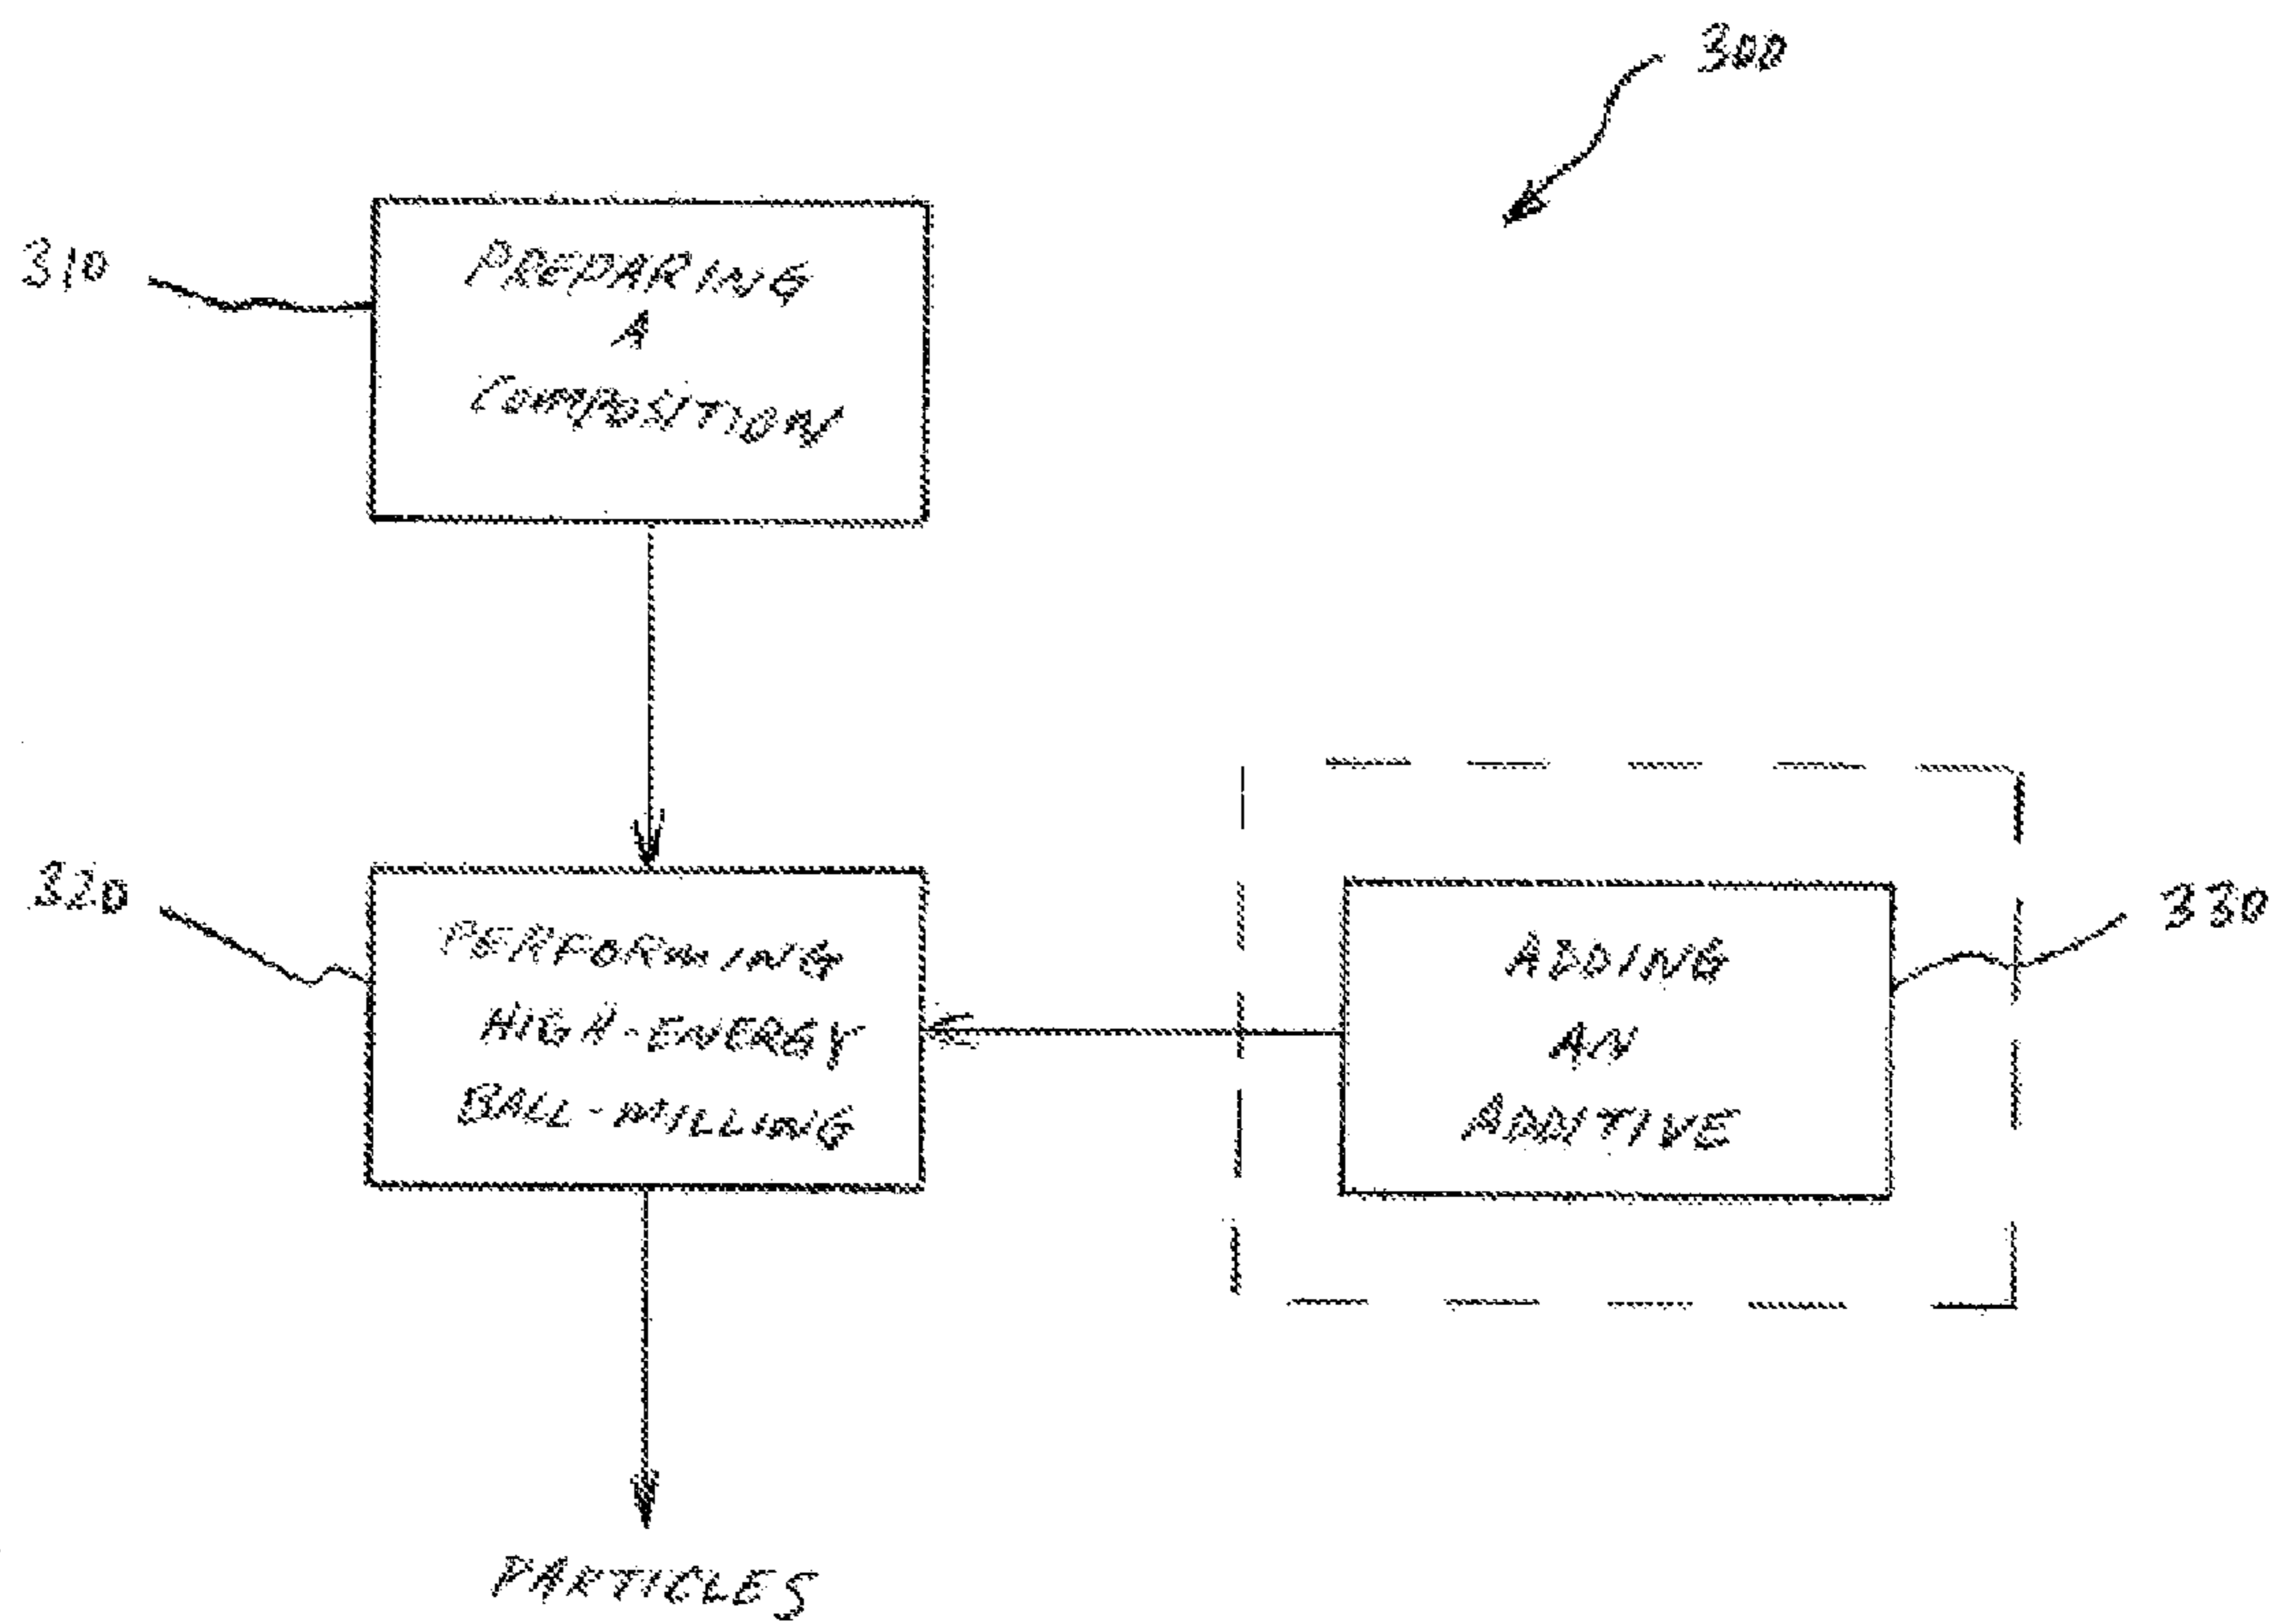 300
310
PREPARING
A
COMPOSITION
320
PERFORMING
HIGH-ENERGY
BALL-MILLING
ADDING
AN
ADDITIVE
330
PARTICLES